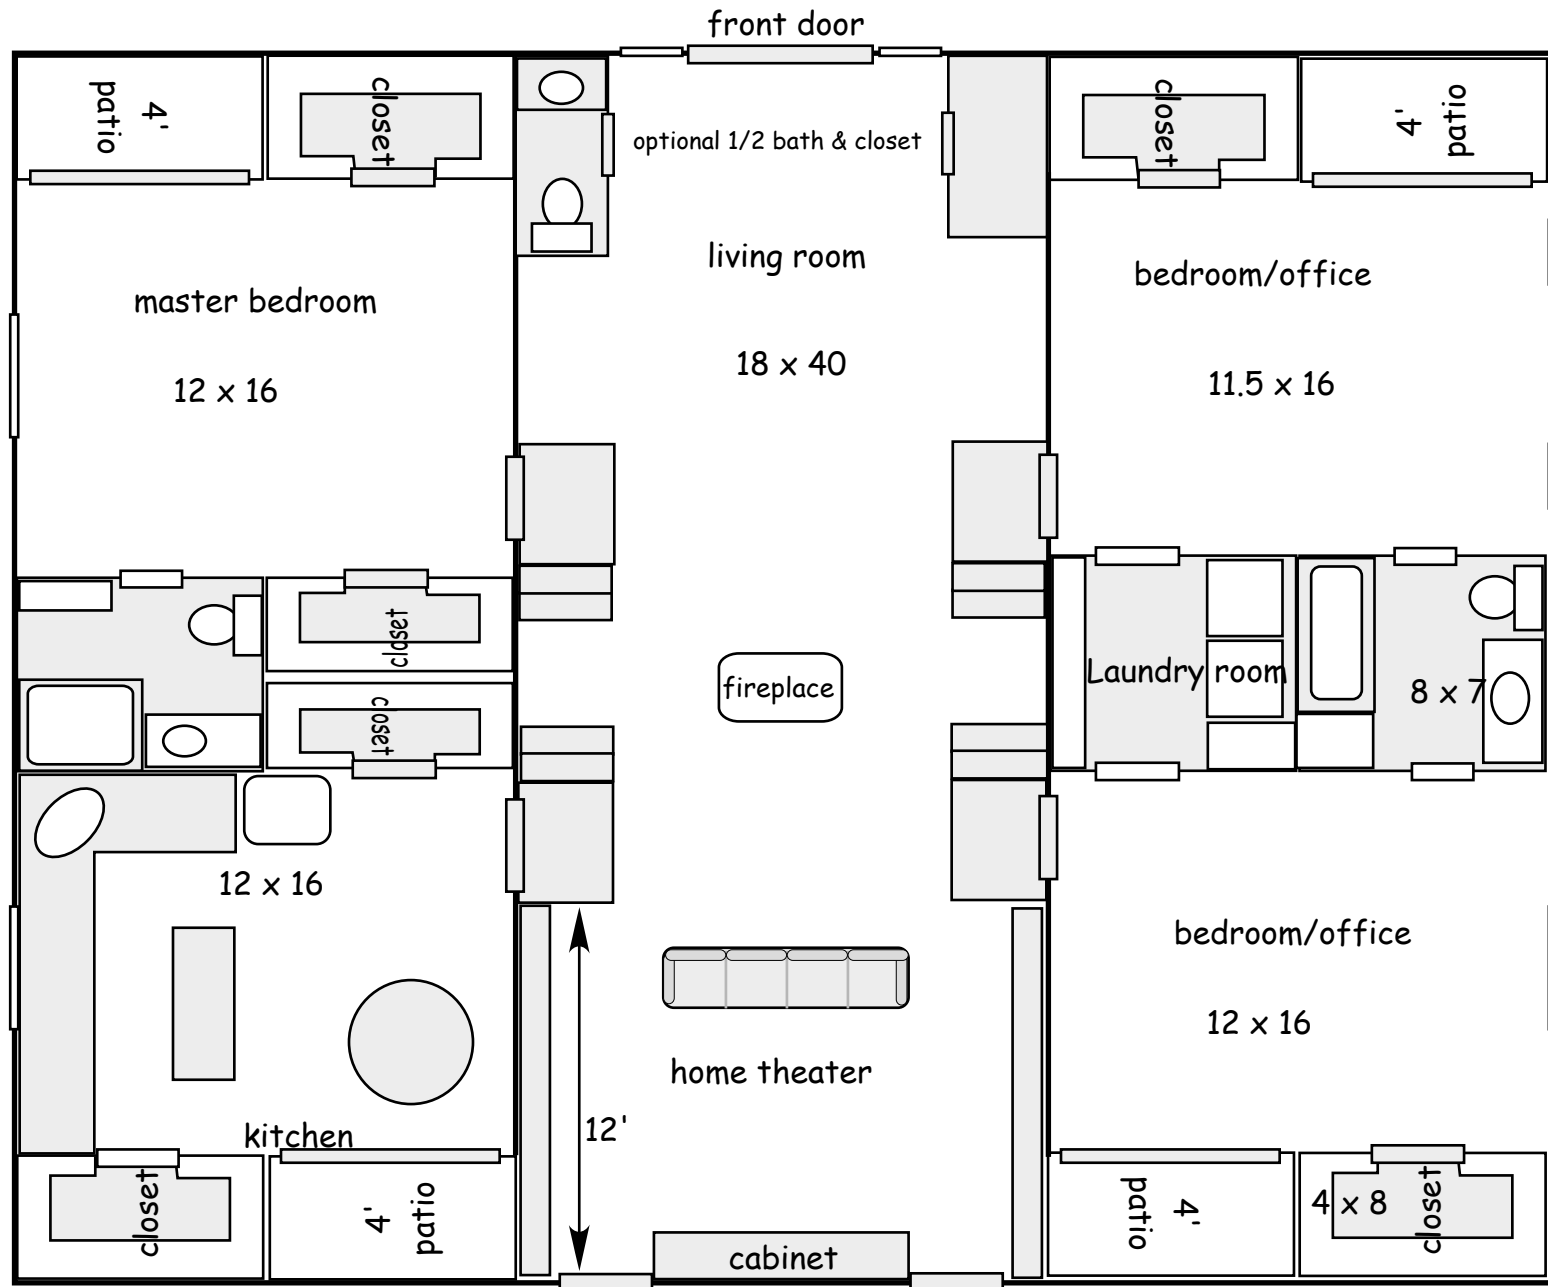 front door
patio
4'
closet
optional 1/2 bath & closet
closet
4'
patio
living room
master bedroom
bedroom/office
18 x 40
12 x 16
11.5 x 16
closet
closet
fireplace
Laundry room
8 x 7
12 x 16
bedroom/office
12 x 16
home theater
12'
kitchen
closet
4'
patio
cabinet
patio
4'
4 x 8
closet